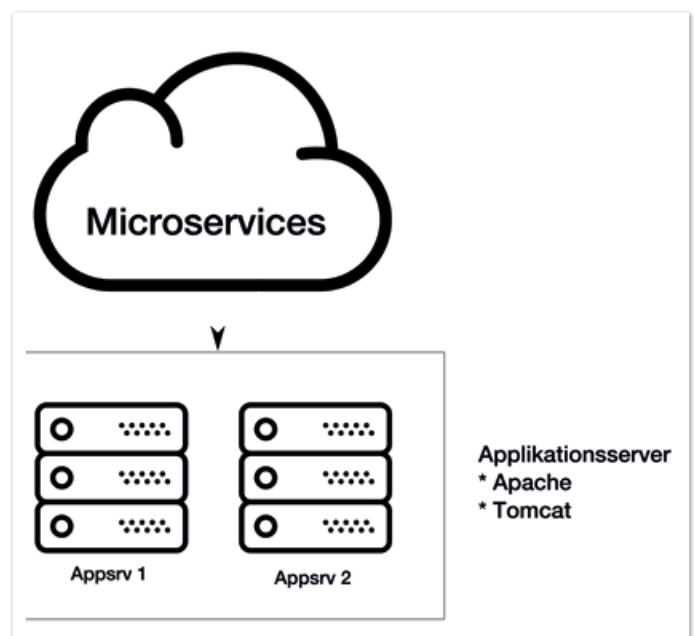 Microservices
Applikationsserver
* Apache
* Tomcat
Appsrv 1
Appsrv 2